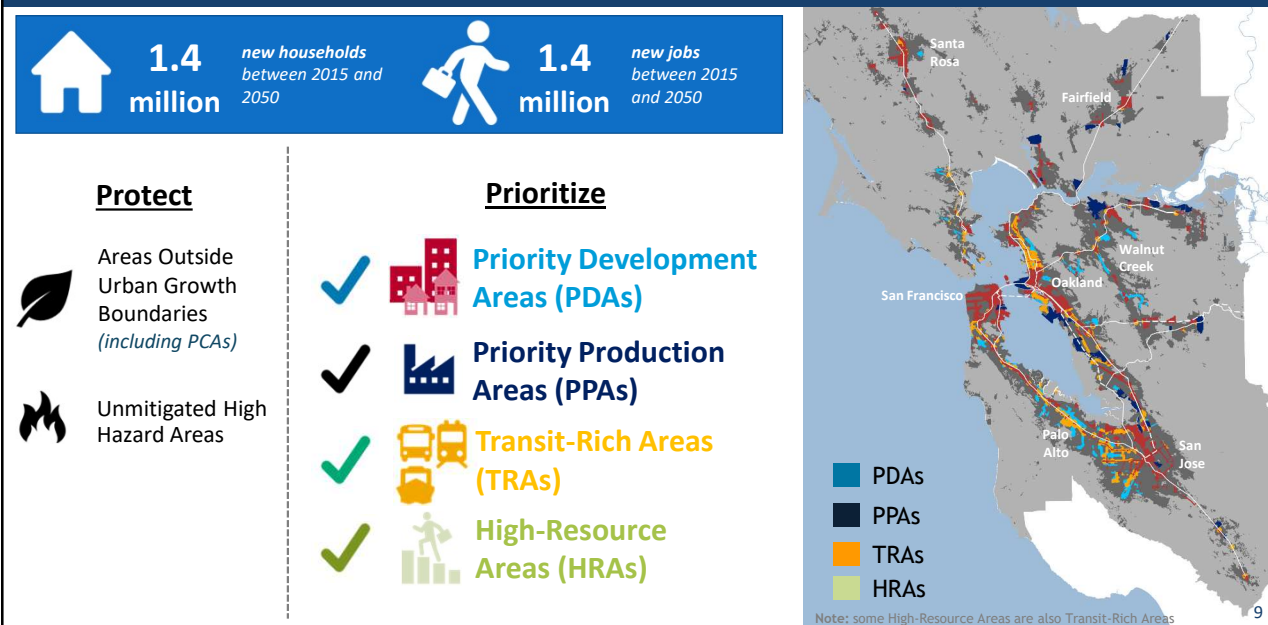 1.4
million
new households
between 2015 and
2050
1.4
million
new jobs
between 2015
and 2050
Protect
Areas Outside
Urban Growth
Boundaries
(including PCAs)
Unmitigated High
Hazard Areas
Prioritize
Priority Development
Areas (PDAs)
Priority Production
Areas (PPAs)
Transit-Rich Areas
(TRAs)
High-Resource
Areas (HRAs)
Santa
Rosa
Fairfield
Walnut
Creek
Oakland
San Francisco
Palo
Alto
San
Jose
PDAs
PPAs
TRAs
HRAs
Note: some High-Resource Areas are also Transit-Rich Areas
9